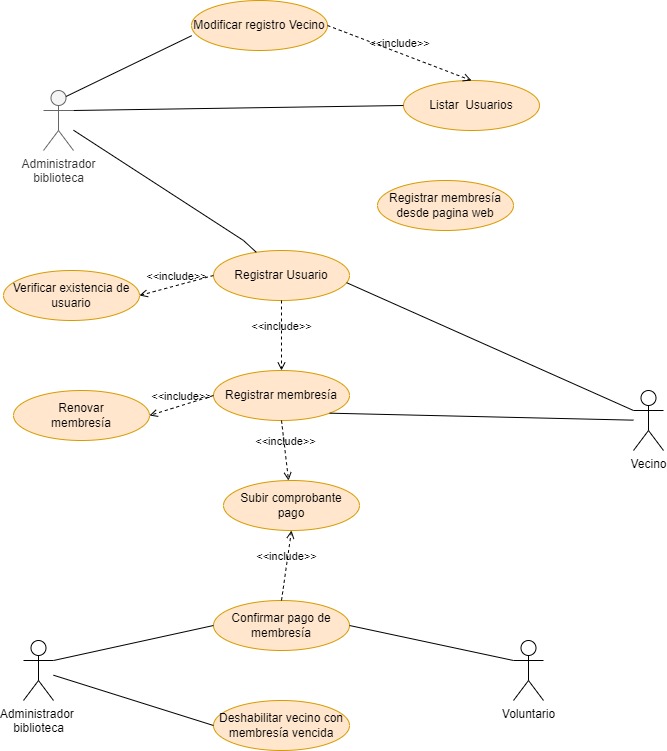 Modificar registro Vecino
<<include>>
Listar  Usuarios
Administrador
biblioteca
Registrar membresía
desde pagina web
Registrar Usuario
<<include>>
Verificar existencia de
usuario
<<include>>
Registrar membresía
<<include>>
Renovar
membresía
<<include>>
Vecino
Subir comprobante
pago
<<include>>
Confirmar pago de
membresía
Administrador
biblioteca
Voluntario
Deshabilitar vecino con
membresía vencida